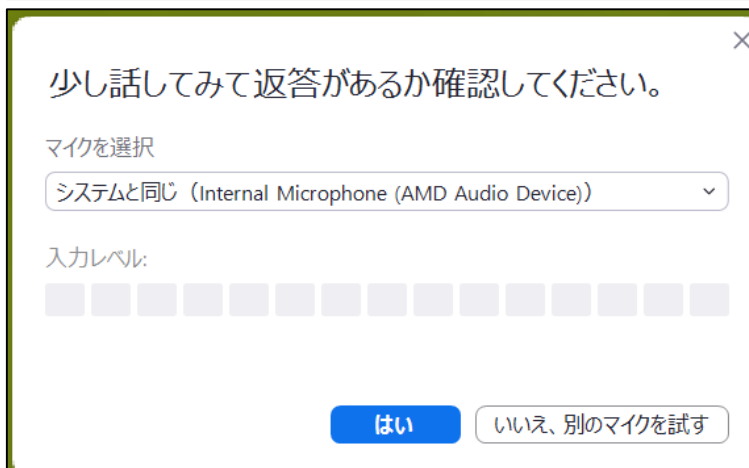 少し話してみて返答があるか確認してください。
マイクを選択
システムと同じ（Internal Microphone (AMD Audio Device)）
入力レベル:
はい
いいえ、別のマイクを試す